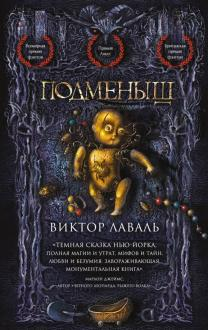 Всемирная
премия
фэнтези
Премия
Локус
Британская
премия
фэнтези
ПОДМЕНЫШ
ВИКТОР ЛАВАЛЬ
«ТЕМНАЯ СКАЗКА НЬЮ-ЙОРКА,
ПОЛНАЯ МАГИИ И УТРАТ, МИФОВ И ТАЙН,
ЛЮБВИ И БЕЗУМИЯ. ЗАВОРАЖИВАЮЩАЯ,
МОНУМЕНТАЛЬНАЯ КНИГА»
МАРЛОН ДЖЕЙМС,
АВТОР «ЧЕРНОГО ЛЕОПАРДА, РЫЖЕГО ВОЛКА»